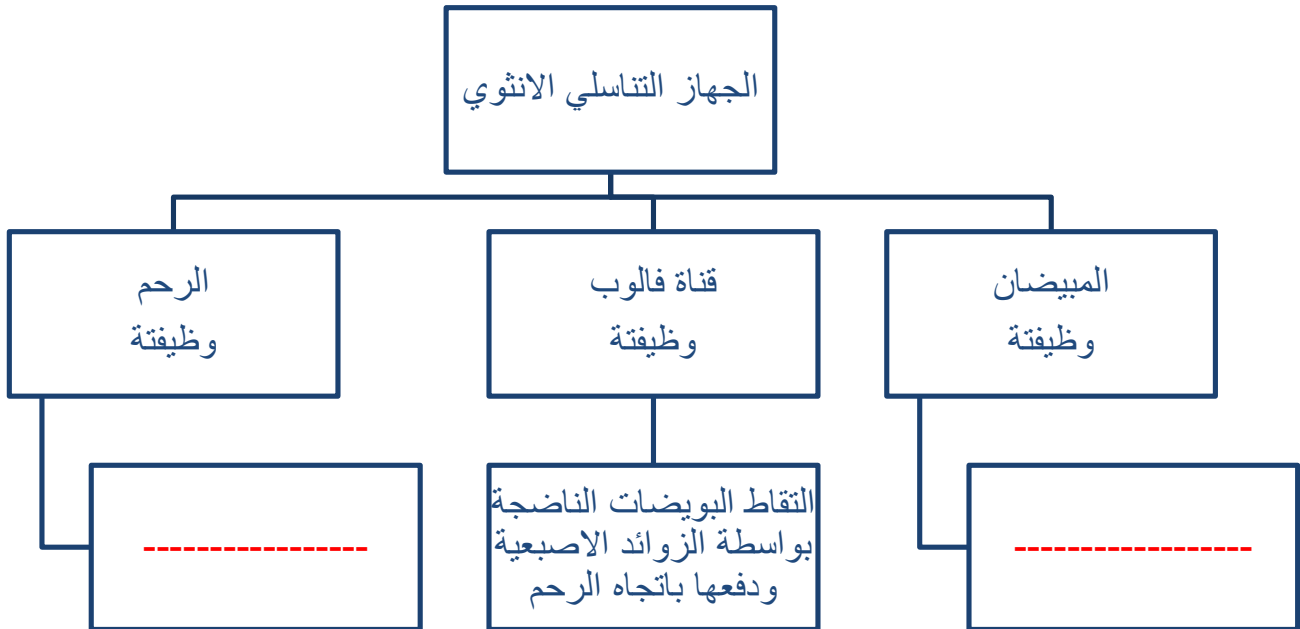 الجهاز التناسلي الانثوي
المبيضان
وظيفتة
قناة فالوب
وظيفتة
الرحم
وظيفتة
------------------
التقاط البويضات الناضجة
بواسطة الزوائد الاصبعية
ودفعها باتجاه الرحم
-----------------